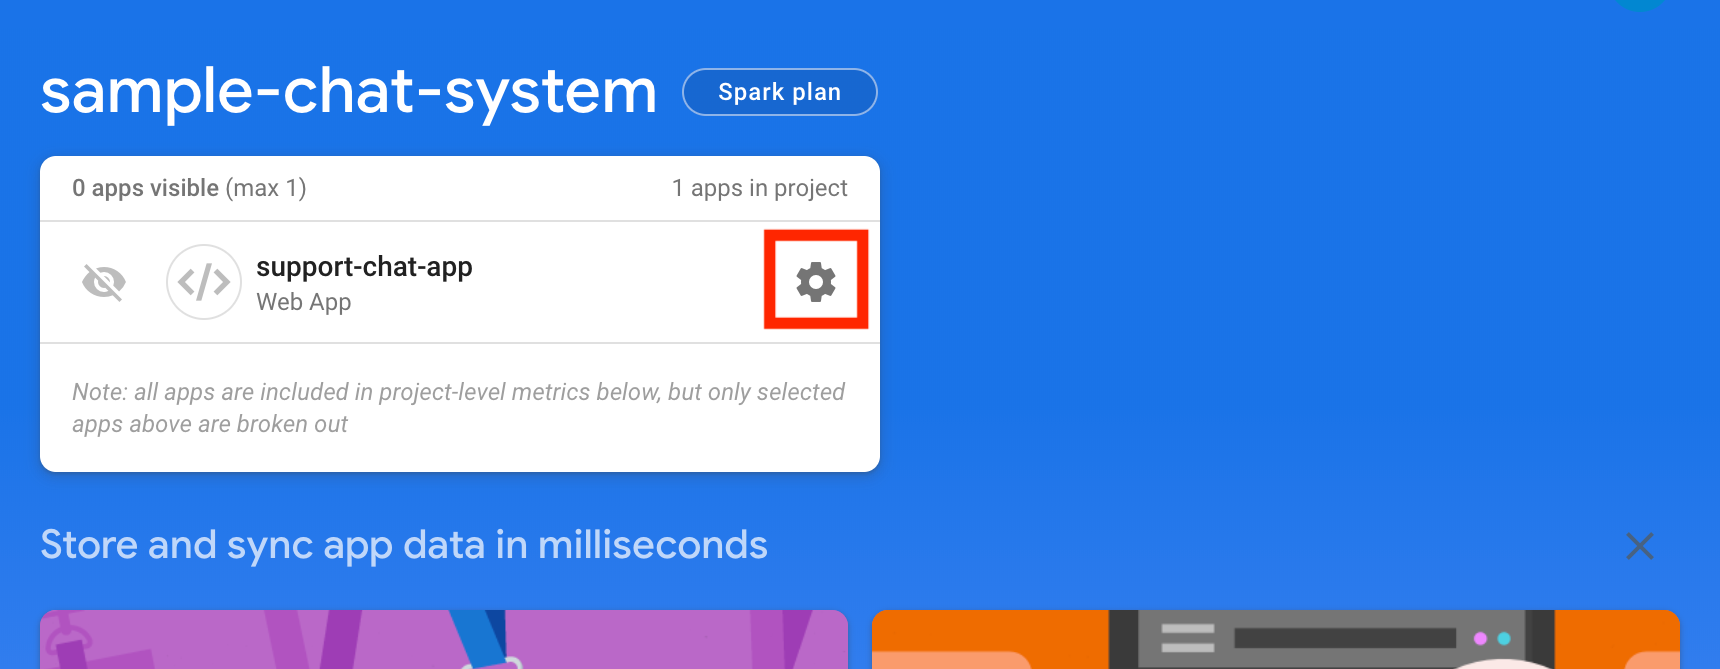 sample-chat-system
Spark plan
0 apps visible (max 1)
1 apps in project
support-chat-app
Web App
Note: all apps are included in project-level metrics below, but only selected
apps above are broken out
Store and sync app data in milliseconds